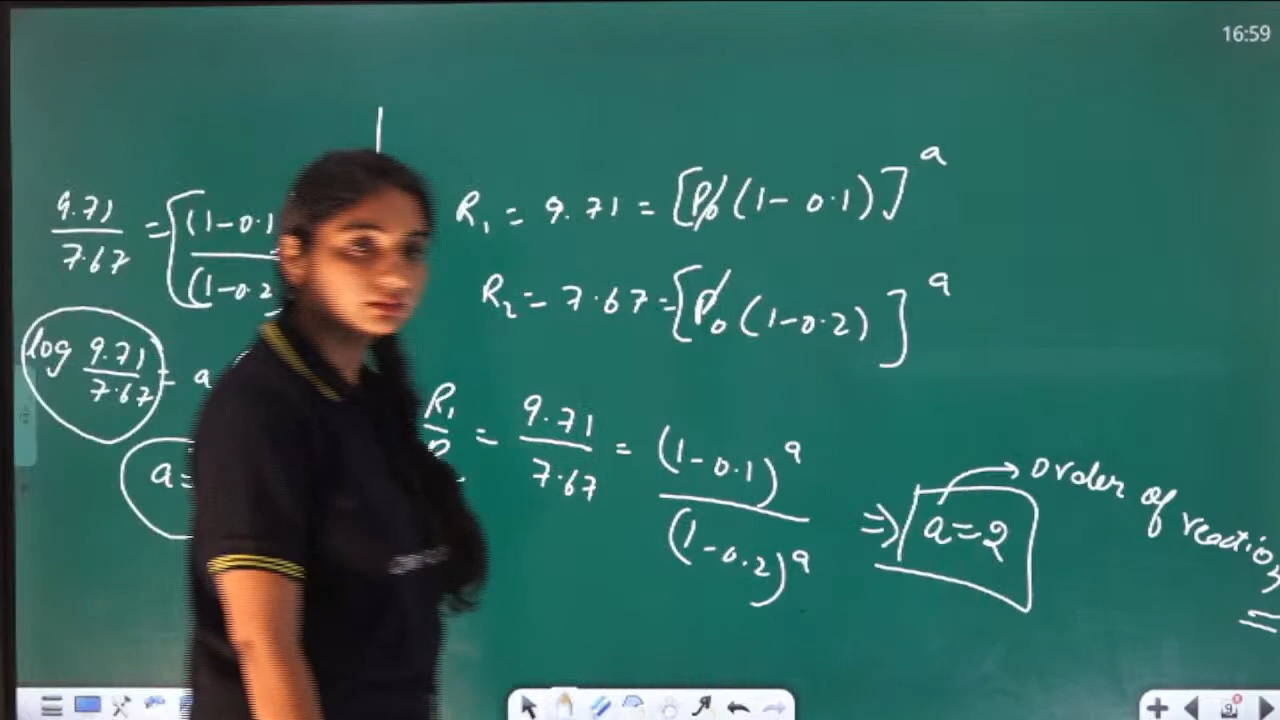 16:59
R₁ = 9.71 = [P₀(1-0.1)]ᵃ
R₂ = 7.67 = [P₀(1-0.2)]ᵃ
R₁ = 9.71/7.67 = (1-0.1)ᵃ/(1-0.2)ᵃ ⇒ a=2 → order of reaction
9.71/7.67 = [(1-0.1
(1-0.2
log 9.71/7.67 = a
a=